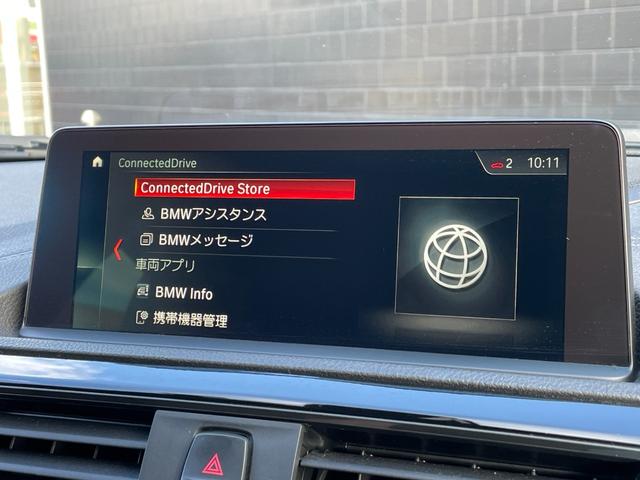 ConnectedDrive
2 10:11
ConnectedDrive Store
BMWアシスタンス
BMWメッセージ
車両アプリ
BMW Info
携帯機器管理